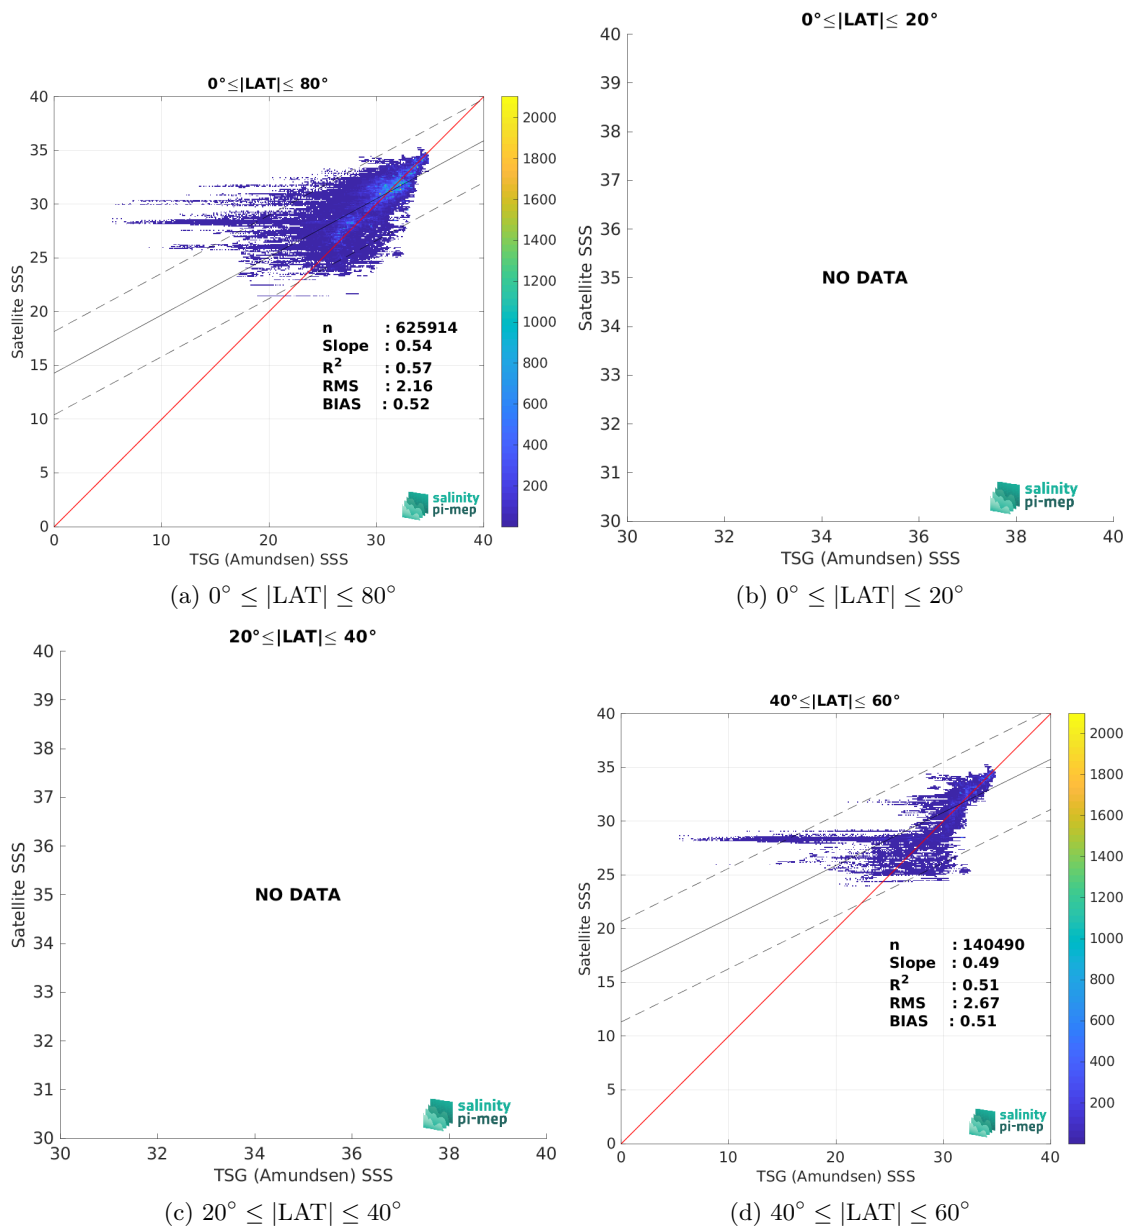 0°≤|LAT|≤ 80°
40
35
30
25
20
15
10
5
0
0
10
20
30
40
Satellite SSS
TSG (Amundsen) SSS
n : 625914
Slope : 0.54
R² : 0.57
RMS : 2.16
BIAS : 0.52
salinity
pi-mep
2000
1800
1600
1400
1200
1000
800
600
400
200
(a) 0° ≤ |LAT| ≤ 80°
0°≤|LAT|≤ 20°
40
39
38
37
36
35
34
33
32
31
30
30
32
34
36
38
40
Satellite SSS
TSG (Amundsen) SSS
NO DATA
salinity
pi-mep
(b) 0° ≤ |LAT| ≤ 20°
20°≤|LAT|≤ 40°
40
39
38
37
36
35
34
33
32
31
30
30
32
34
36
38
40
Satellite SSS
TSG (Amundsen) SSS
NO DATA
salinity
pi-mep
(c) 20° ≤ |LAT| ≤ 40°
40°≤|LAT|≤ 60°
40
35
30
25
20
15
10
5
0
0
10
20
30
40
Satellite SSS
TSG (Amundsen) SSS
n : 140490
Slope : 0.49
R² : 0.51
RMS : 2.67
BIAS : 0.51
salinity
pi-mep
2000
1800
1600
1400
1200
1000
800
600
400
200
(d) 40° ≤ |LAT| ≤ 60°